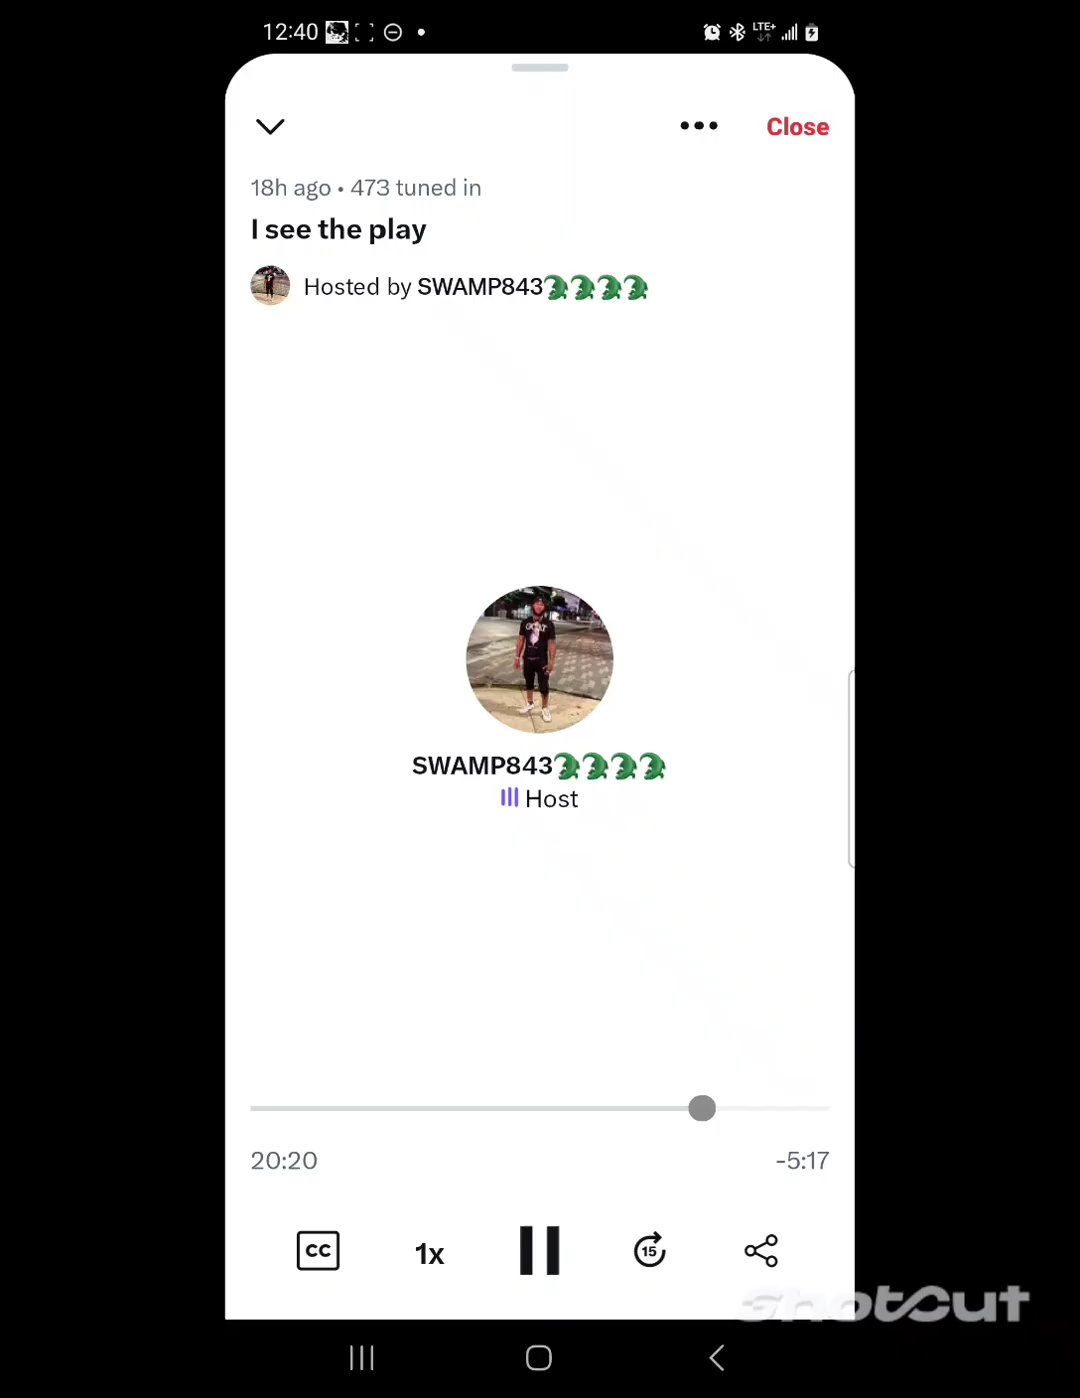 12:40
LTE+
Close
18h ago • 473 tuned in
I see the play
Hosted by SWAMP843🐊🐊🐊🐊
SWAMP843🐊🐊🐊🐊
Host
20:20
-5:17
CC
1x
15
ShotCut